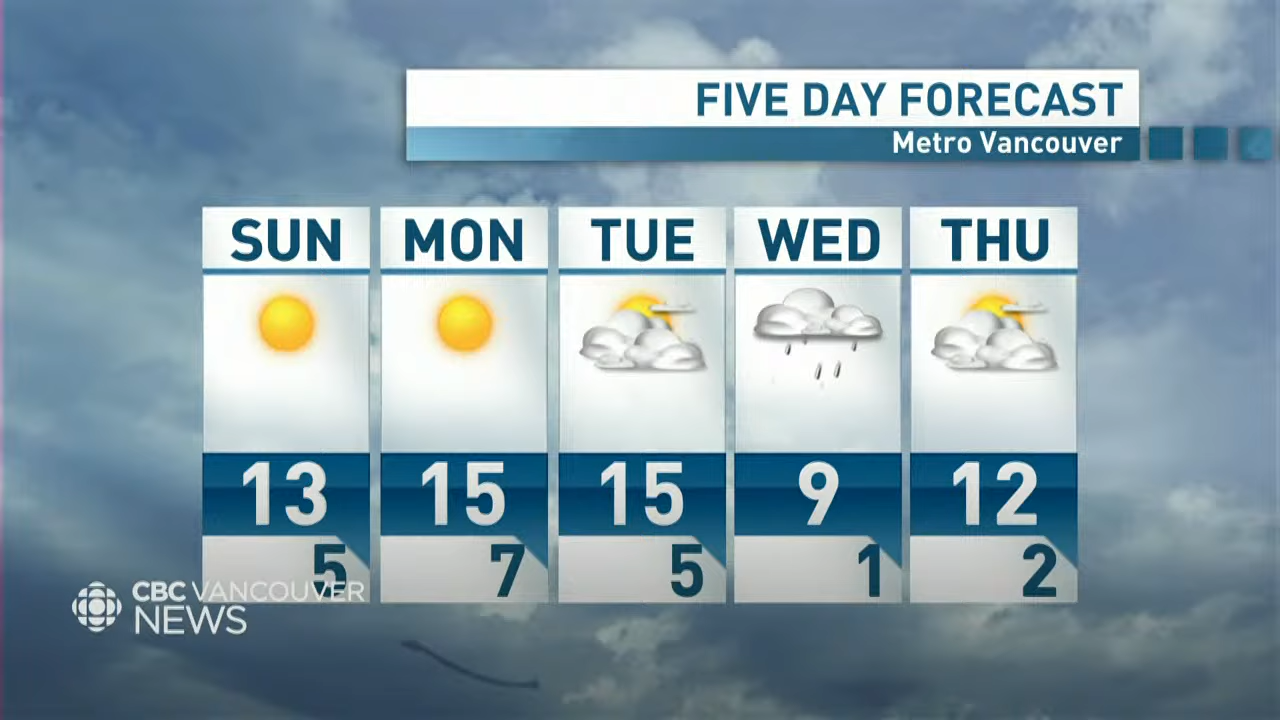 FIVE DAY FORECAST
Metro Vancouver
SUN MON TUE WED THU
13 15 15 9 12
5 7 5 1 2
CBC VANCOUVER
NEWS